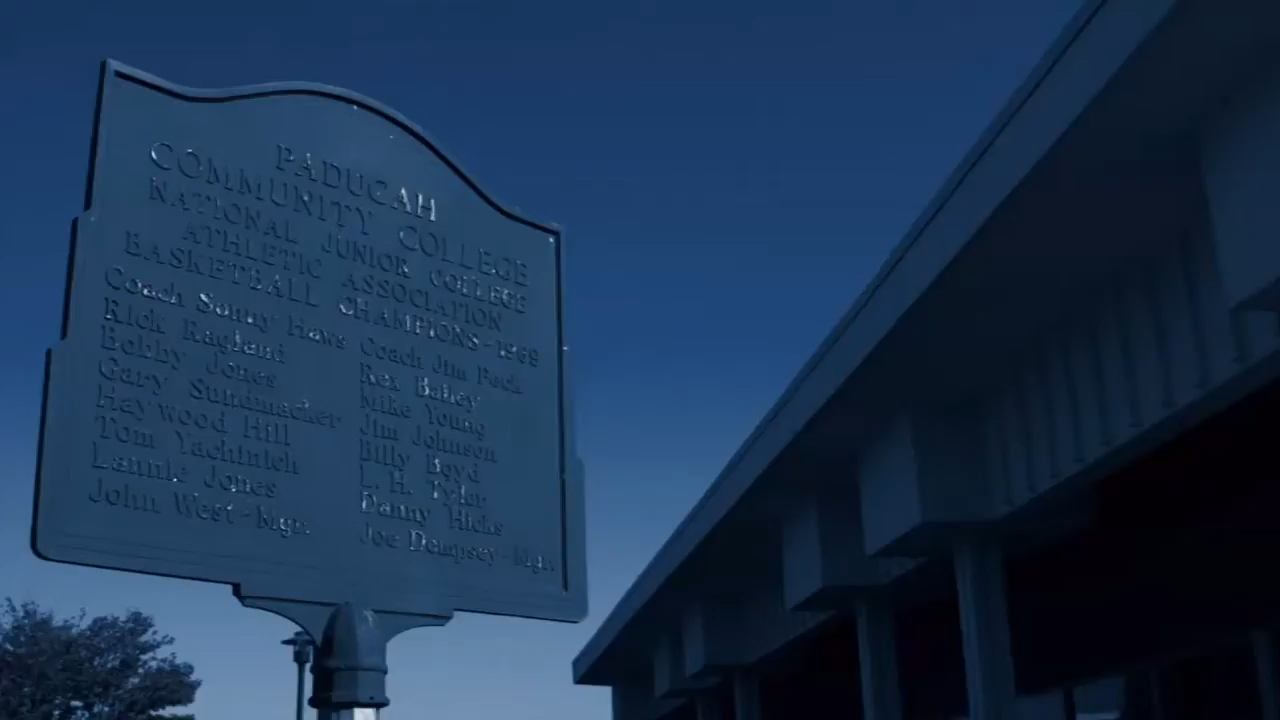 PADUCAH
COMMUNITY COLLEGE
NATIONAL JUNIOR COLLEGE
ATHLETIC ASSOCIATION
BASKETBALL CHAMPIONS-1969
Coach Sonny Haws
Rick Ragland
Bobby Jones
Gary Sundmacker
Haywood Hill
Tom Yachinich
Lannie Jones
John West-Mgr.
Coach Jim Peck
Rex Bailey
Mike Young
Jim Johnson
Billy Boyd
L. H. Tyler
Danny Hicks
Joe Dempsey-Mgr.